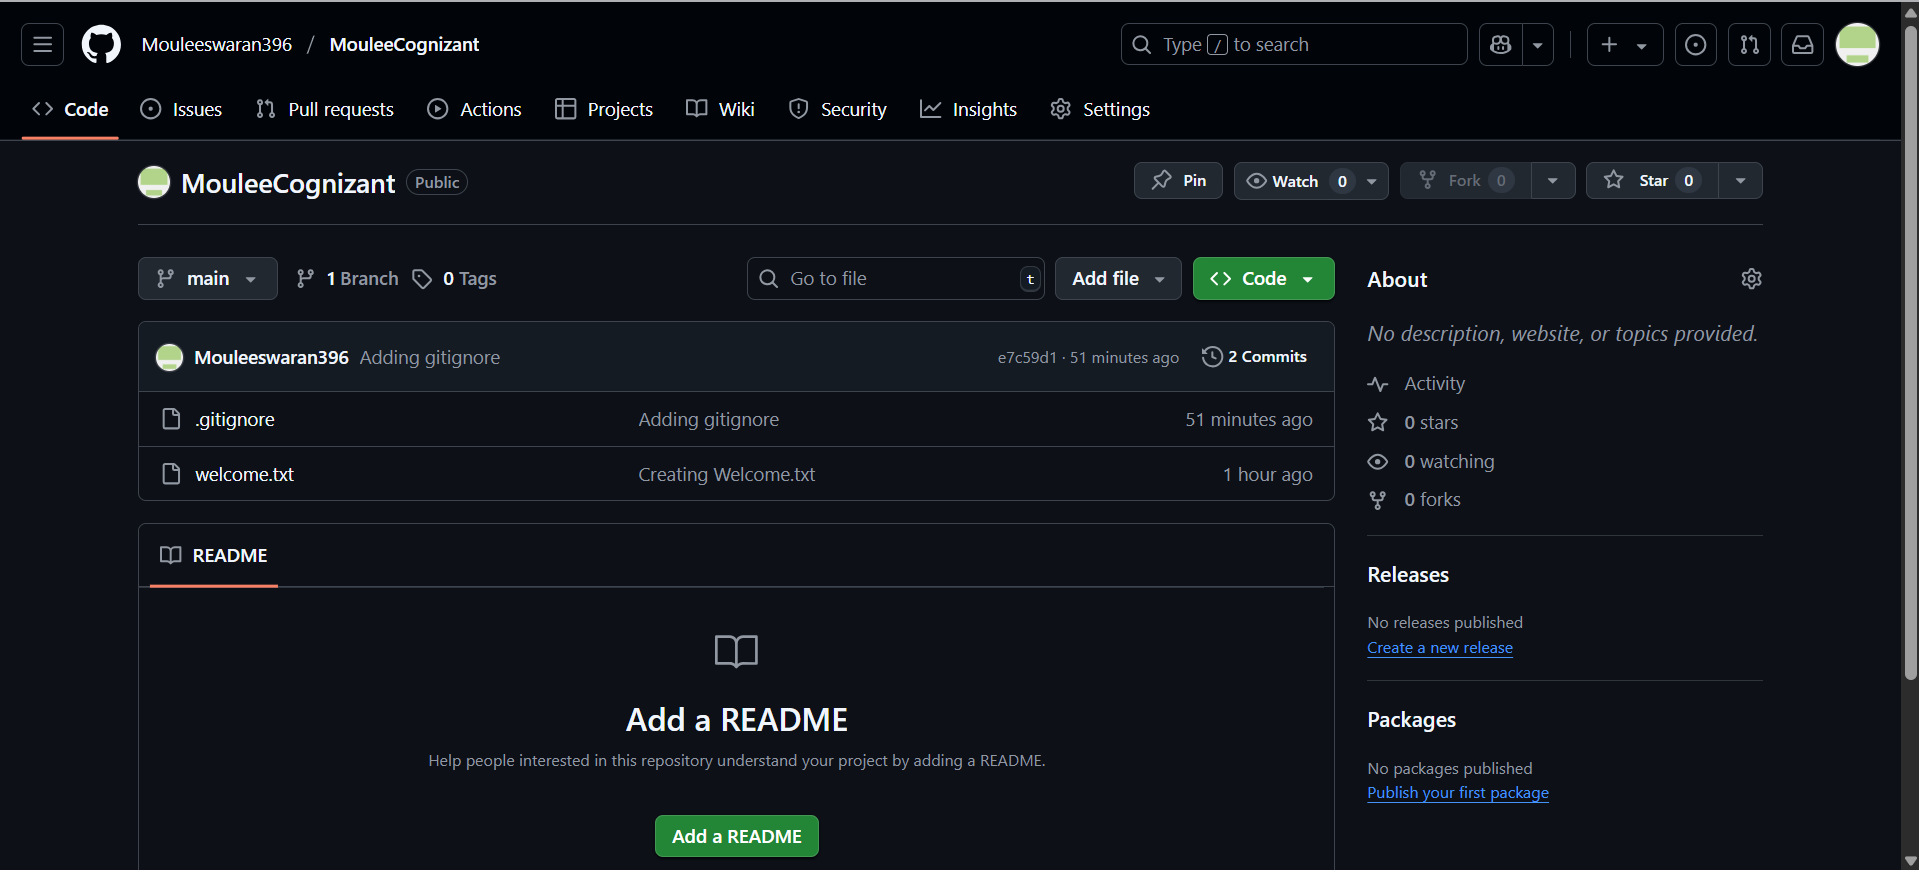 Mouleeswaran396 / MouleeCognizant
Type / to search
Code Issues Pull requests Actions Projects Wiki Security Insights Settings
MouleeCognizant Public
Pin Watch 0 Fork 0 Star 0
main 1 Branch 0 Tags Go to file t Add file Code
Mouleeswaran396 Adding gitignore e7c59d1 · 51 minutes ago 2 Commits
.gitignore Adding gitignore 51 minutes ago
welcome.txt Creating Welcome.txt 1 hour ago
README
Add a README
Help people interested in this repository understand your project by adding a README.
Add a README
About
No description, website, or topics provided.
Activity
0 stars
0 watching
0 forks
Releases
No releases published
Create a new release
Packages
No packages published
Publish your first package